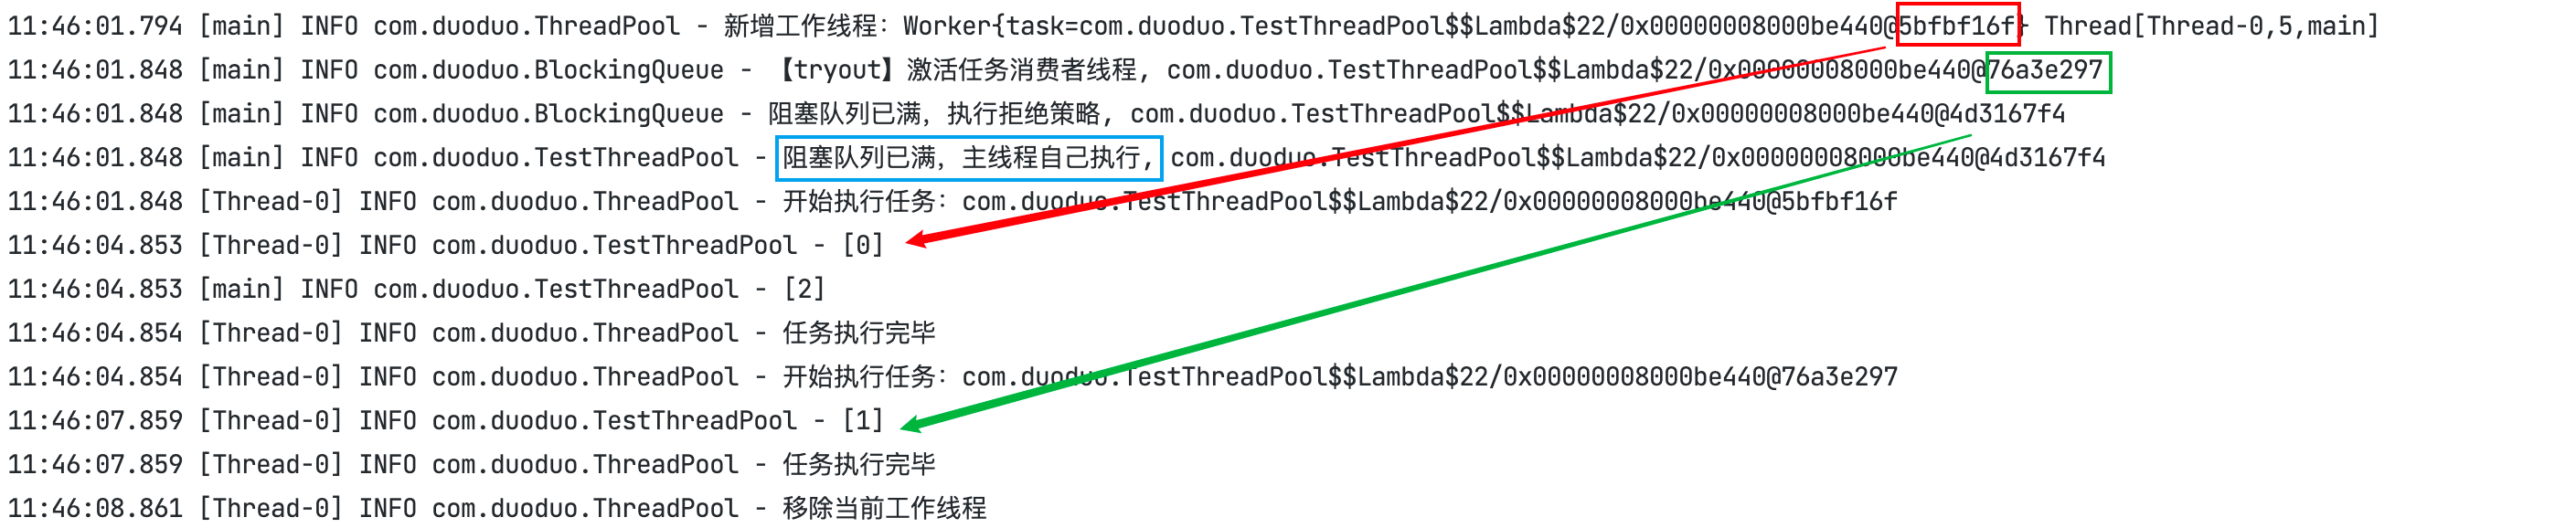 11:46:01.794 [main] INFO com.duoduo.ThreadPool - 新增工作线程：Worker{task=com.duoduo.TestThreadPool$$Lambda$22/0x00000008000be440@5bfbf16f} Thread[Thread-0,5,main]
11:46:01.848 [main] INFO com.duoduo.BlockingQueue - 【tryout】激活任务消费者线程, com.duoduo.TestThreadPool$$Lambda$22/0x00000008000be440@76a3e297
11:46:01.848 [main] INFO com.duoduo.BlockingQueue - 阻塞队列已满，执行拒绝策略, com.duoduo.TestThreadPool$$Lambda$22/0x00000008000be440@4d3167f4
11:46:01.848 [main] INFO com.duoduo.TestThreadPool - 阻塞队列已满，主线程自己执行, com.duoduo.TestThreadPool$$Lambda$22/0x00000008000be440@4d3167f4
11:46:01.848 [Thread-0] INFO com.duoduo.ThreadPool - 开始执行任务：com.duoduo.TestThreadPool$$Lambda$22/0x00000008000be440@5bfbf16f
11:46:04.853 [Thread-0] INFO com.duoduo.TestThreadPool - [0]
11:46:04.853 [main] INFO com.duoduo.TestThreadPool - [2]
11:46:04.854 [Thread-0] INFO com.duoduo.ThreadPool - 任务执行完毕
11:46:04.854 [Thread-0] INFO com.duoduo.ThreadPool - 开始执行任务：com.duoduo.TestThreadPool$$Lambda$22/0x00000008000be440@76a3e297
11:46:07.859 [Thread-0] INFO com.duoduo.TestThreadPool - [1]
11:46:07.859 [Thread-0] INFO com.duoduo.ThreadPool - 任务执行完毕
11:46:08.861 [Thread-0] INFO com.duoduo.ThreadPool - 移除当前工作线程